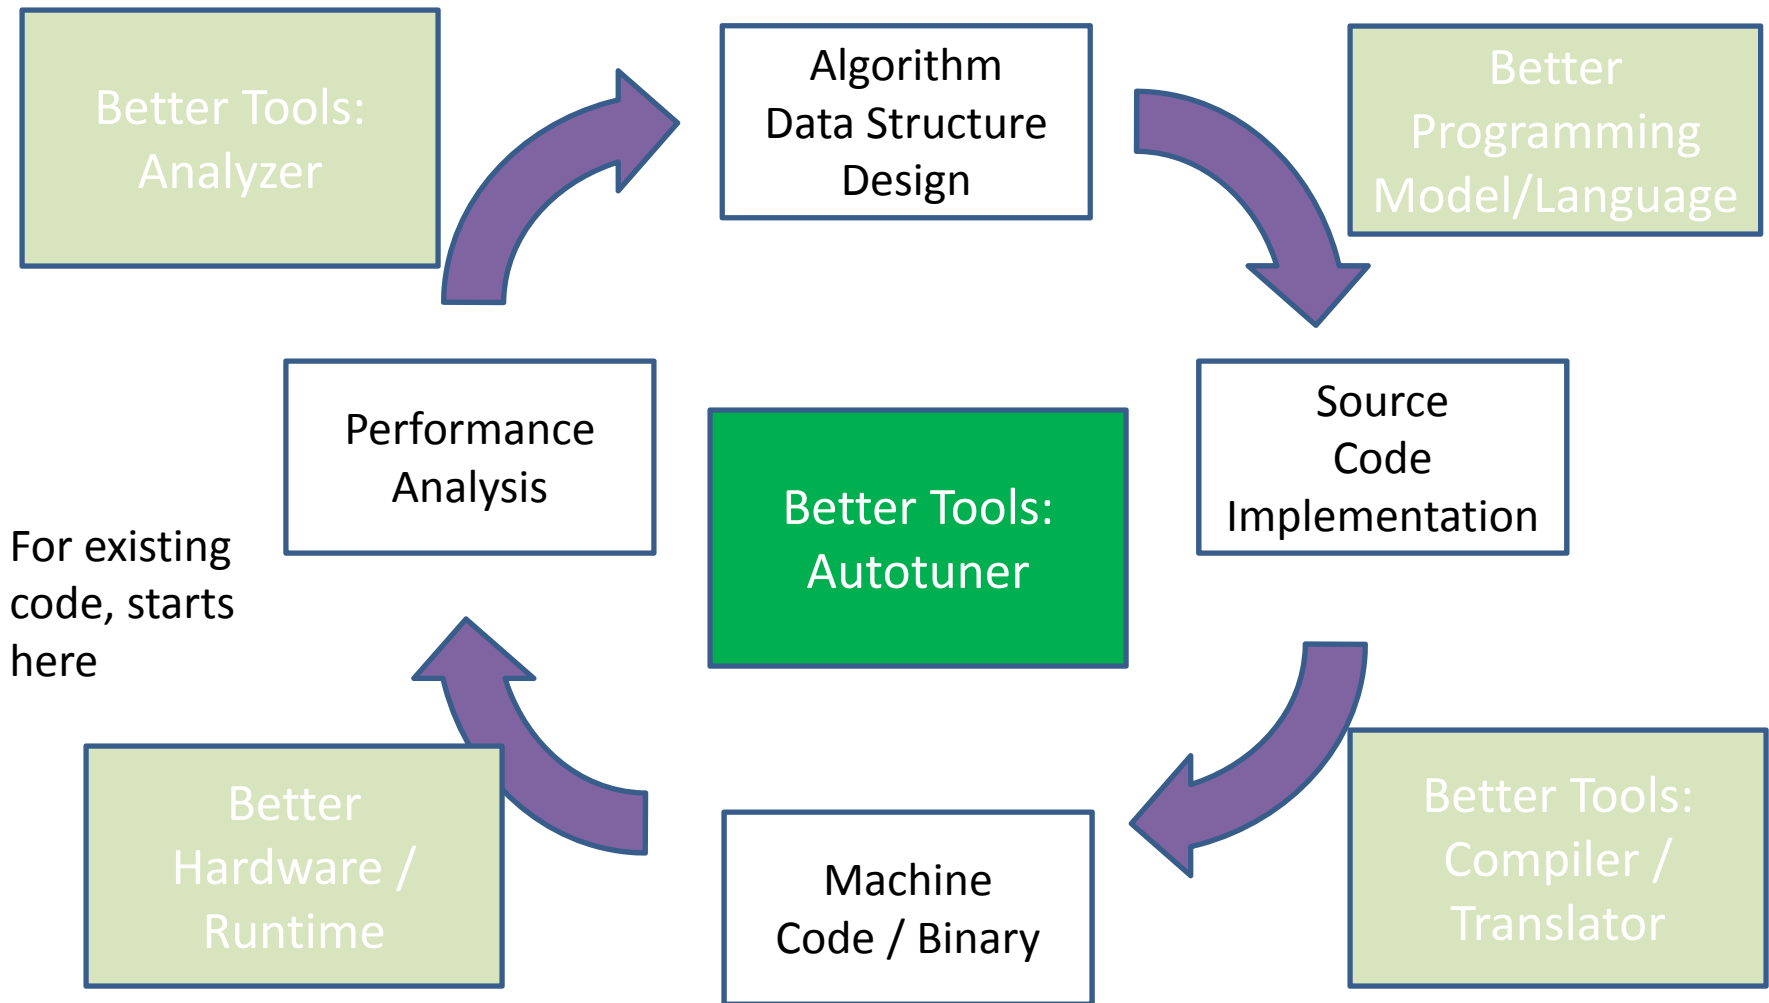 Better Tools:
Analyzer
Algorithm
Data Structure
Design
Better
Programming
Model/Language
Performance
Analysis
Better Tools:
Autotuner
Source
Code
Implementation
For existing
code, starts
here
Better
Hardware /
Runtime
Machine
Code / Binary
Better Tools:
Compiler /
Translator